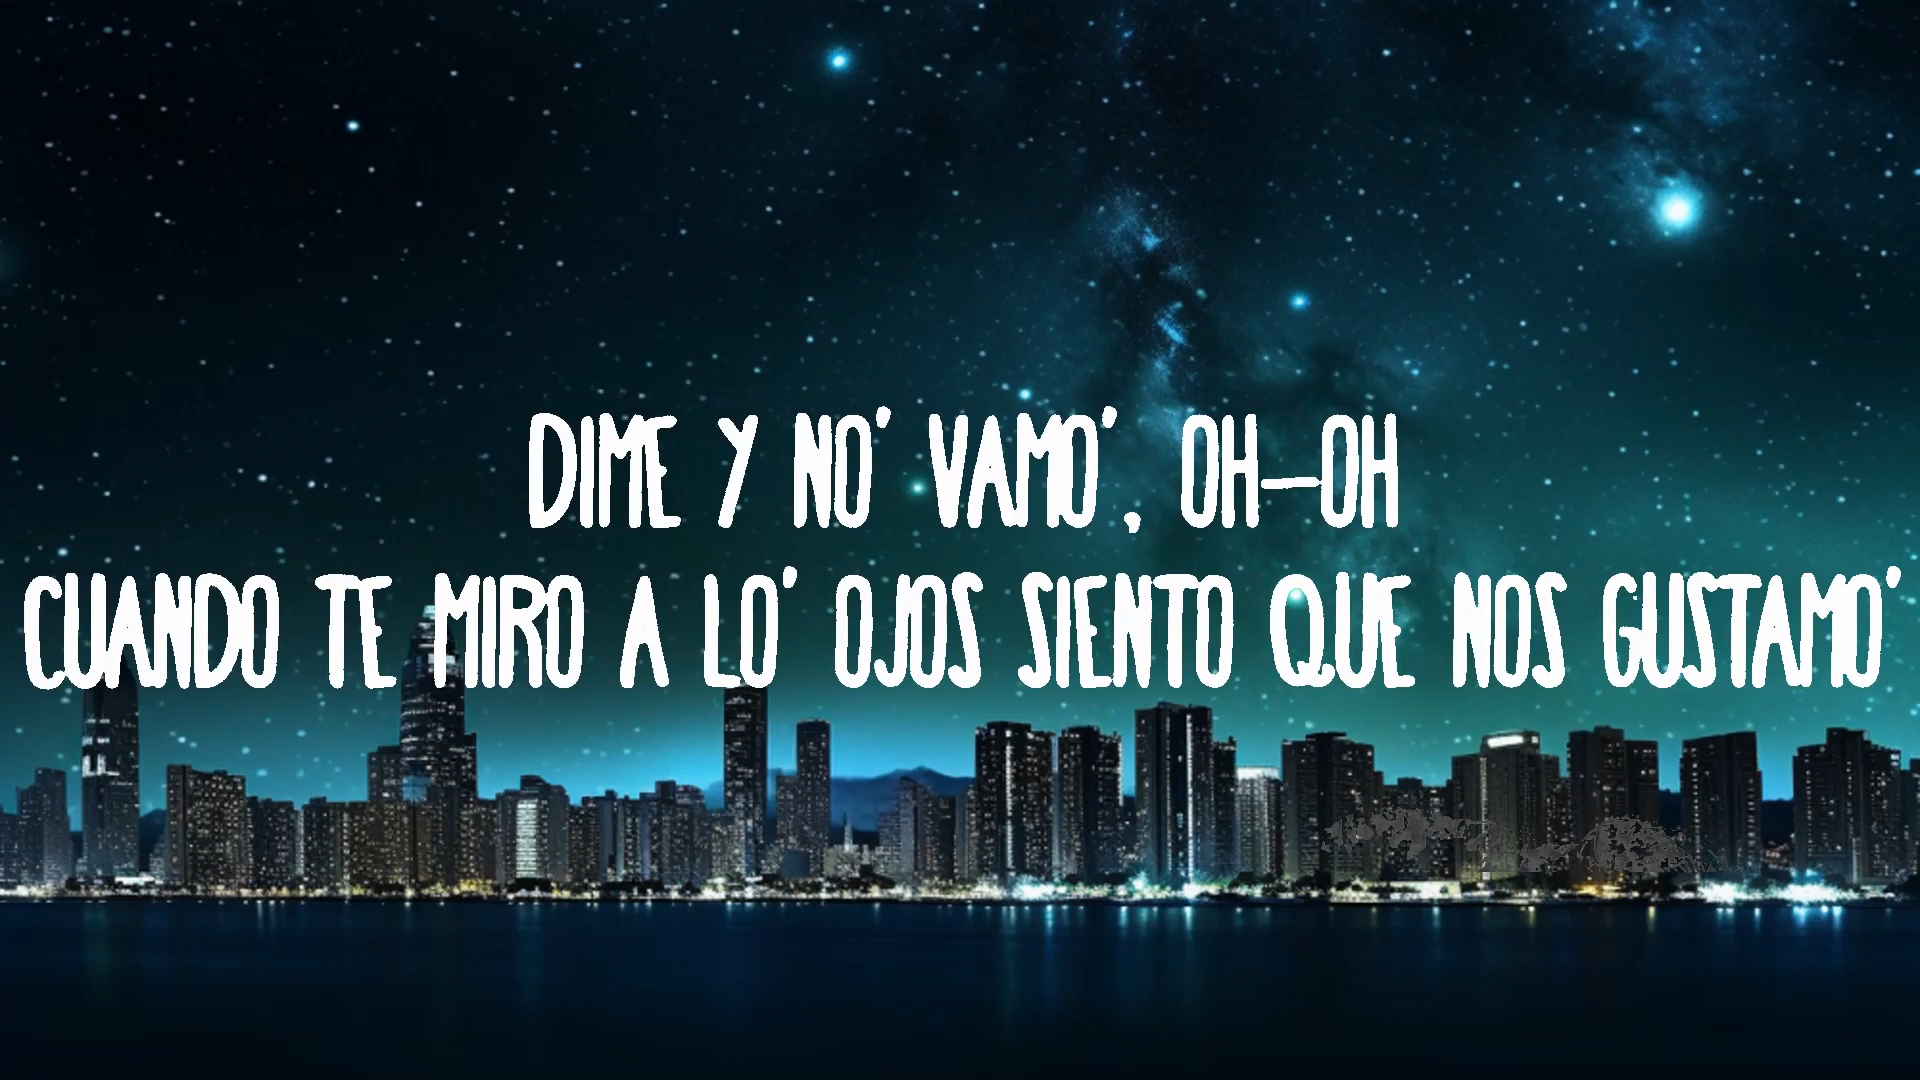 DIME Y NO' VAMO', OH-OH
CUANDO TE MIRO A LO' OJOS SIENTO QUE NOS GUSTAMO'